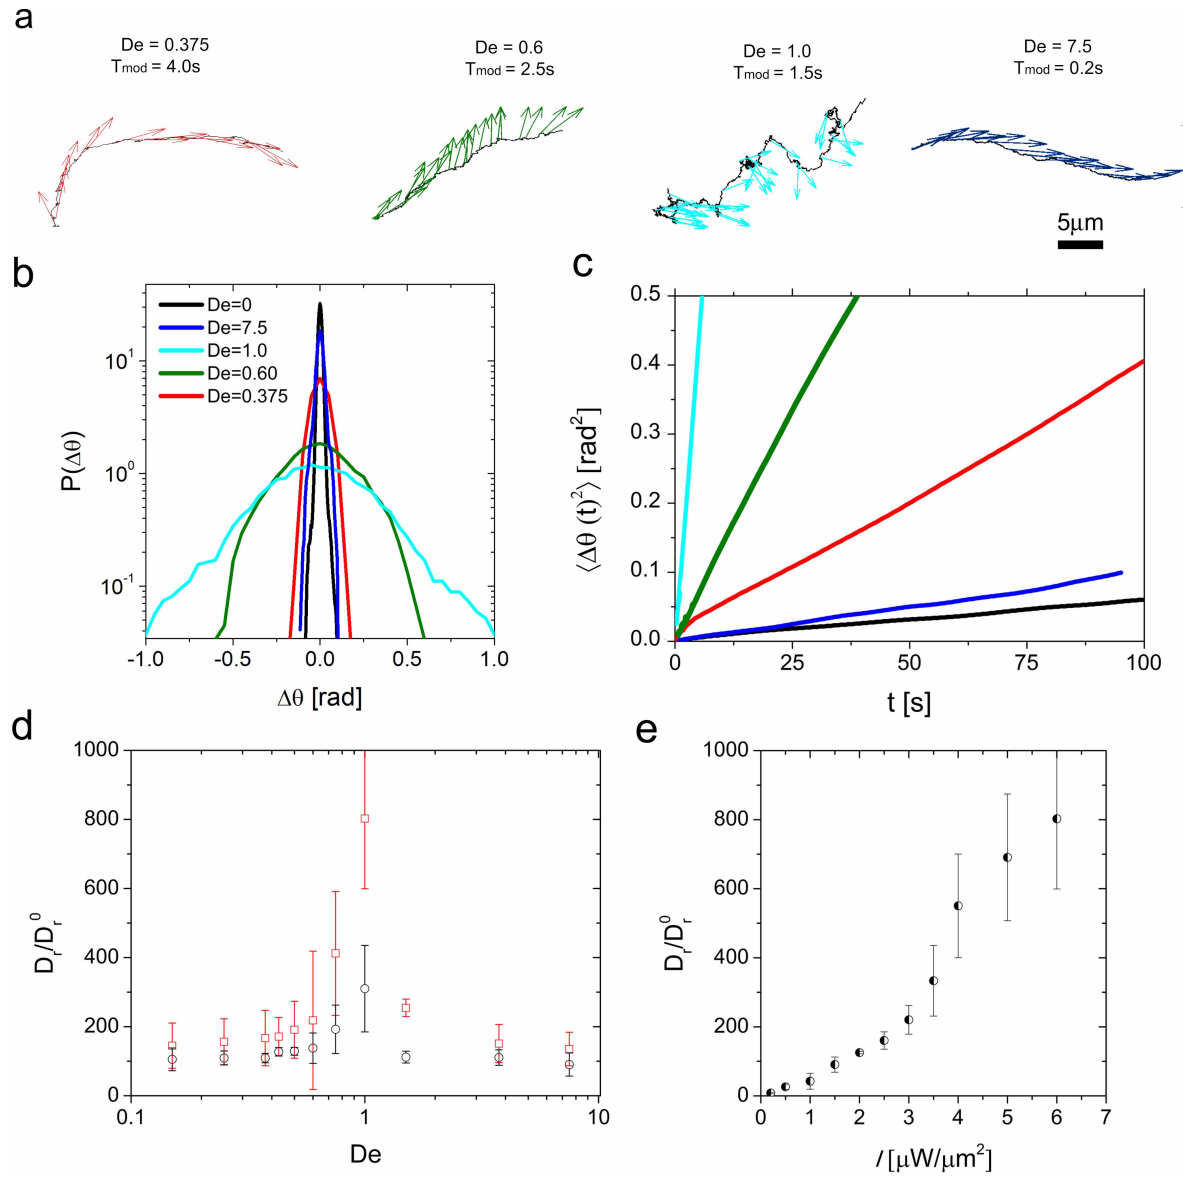 a
De = 0.375
Tmod = 4.0s
De = 0.6
Tmod = 2.5s
De = 1.0
Tmod = 1.5s
De = 7.5
Tmod = 0.2s
5μm
b
De=0
De=7.5
De=1.0
De=0.60
De=0.375
10¹
10⁰
10⁻¹
P(Δθ)
-1.0 -0.5 0.0 0.5 1.0
Δθ [rad]
c
0.5
0.4
0.3
0.2
0.1
0.0
⟨Δθ (t)²⟩ [rad²]
0 25 50 75 100
t [s]
d
1000
800
600
400
200
0
Dr/Dr⁰
0.1 1 10
De
e
1000
800
600
400
200
0
Dr/Dr⁰
0 1 2 3 4 5 6 7
I [μW/μm²]